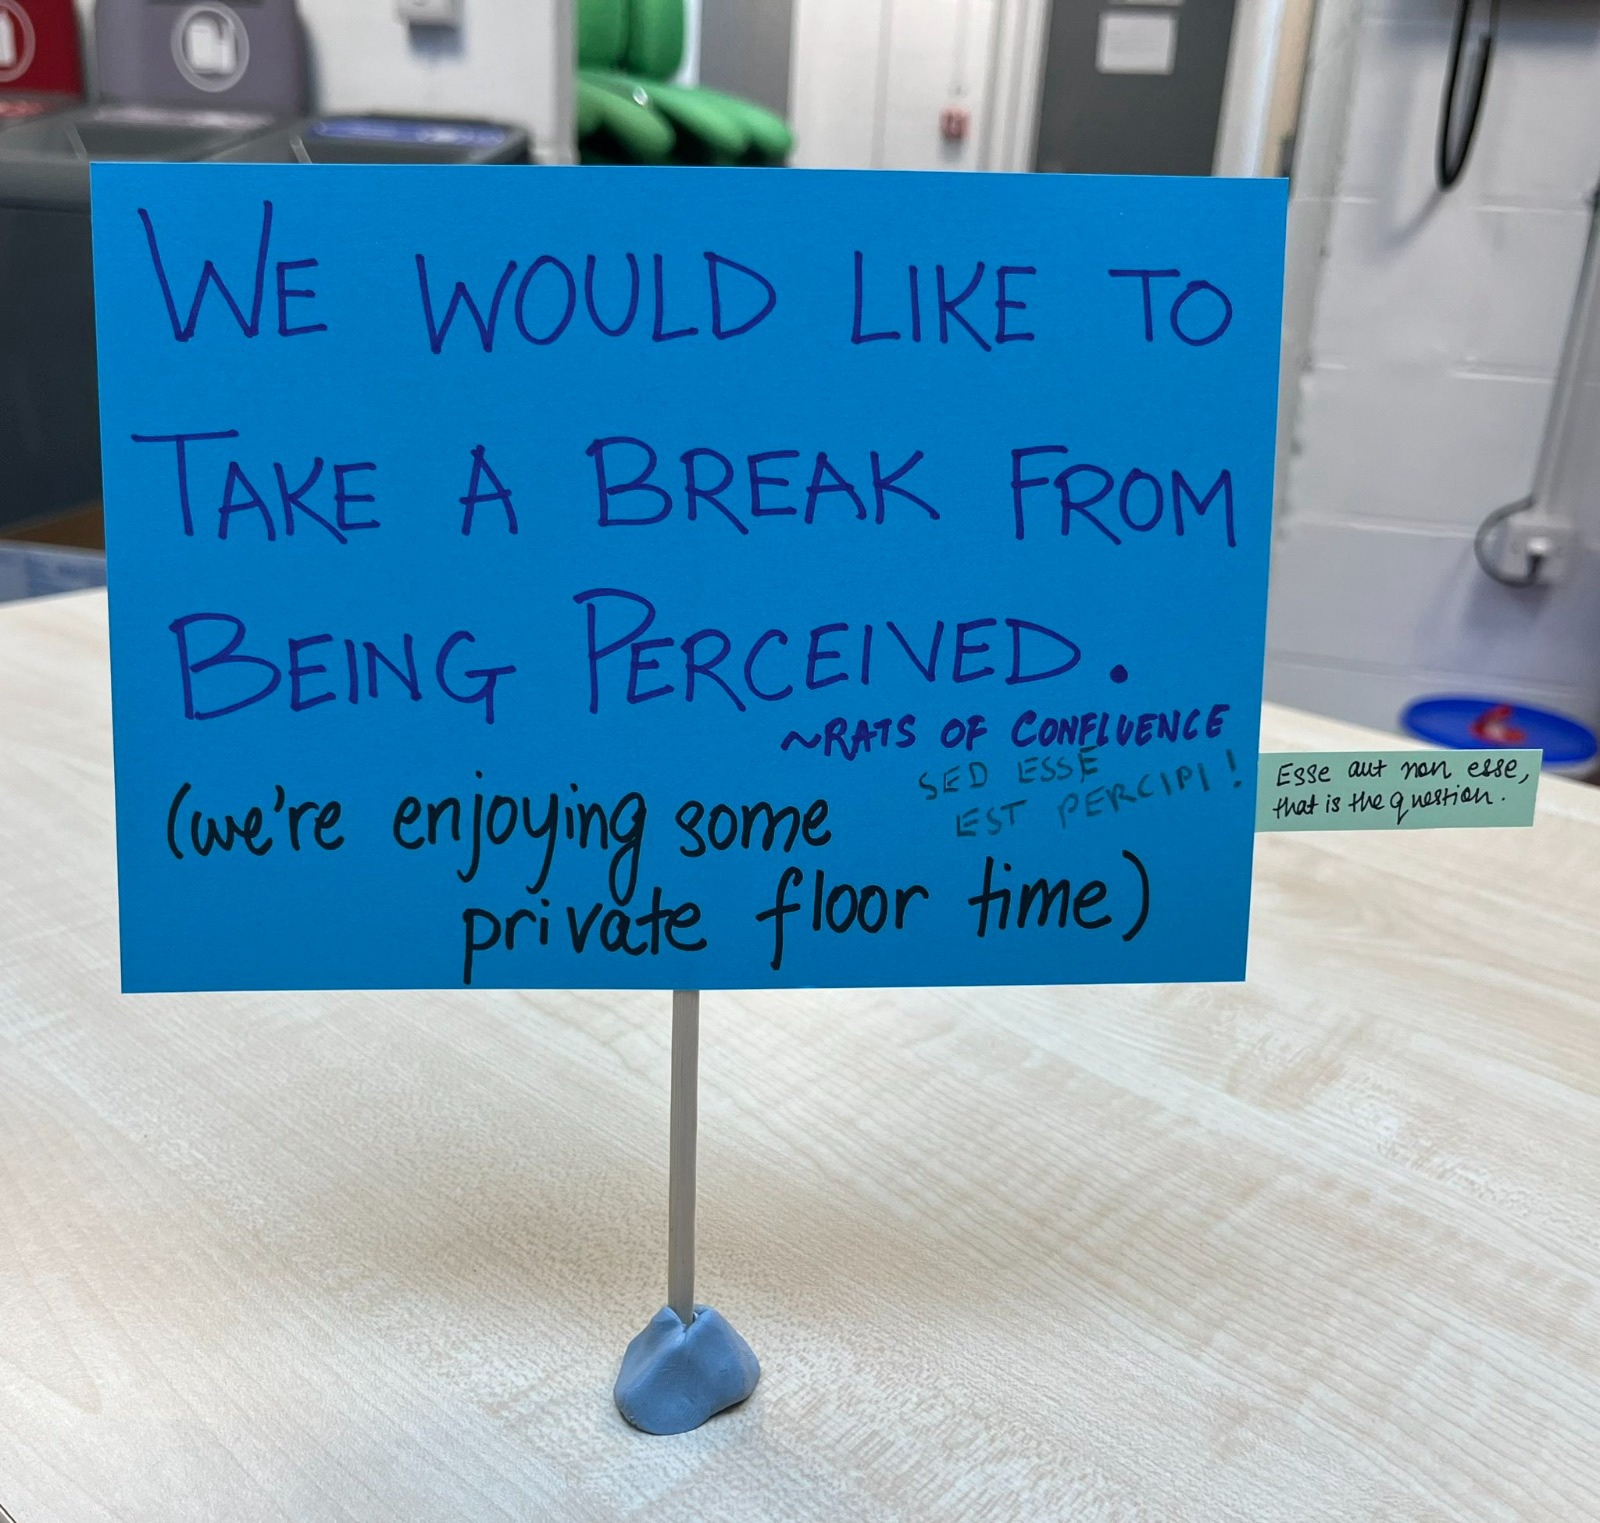 WE WOULD LIKE TO
TAKE A BREAK FROM
BEING PERCEIVED.
~RATS OF CONFLUENCE
SED ESSE
EST PERCIPI!
Esse aut non esse,
that is the question.
(we're enjoying some
private floor time)